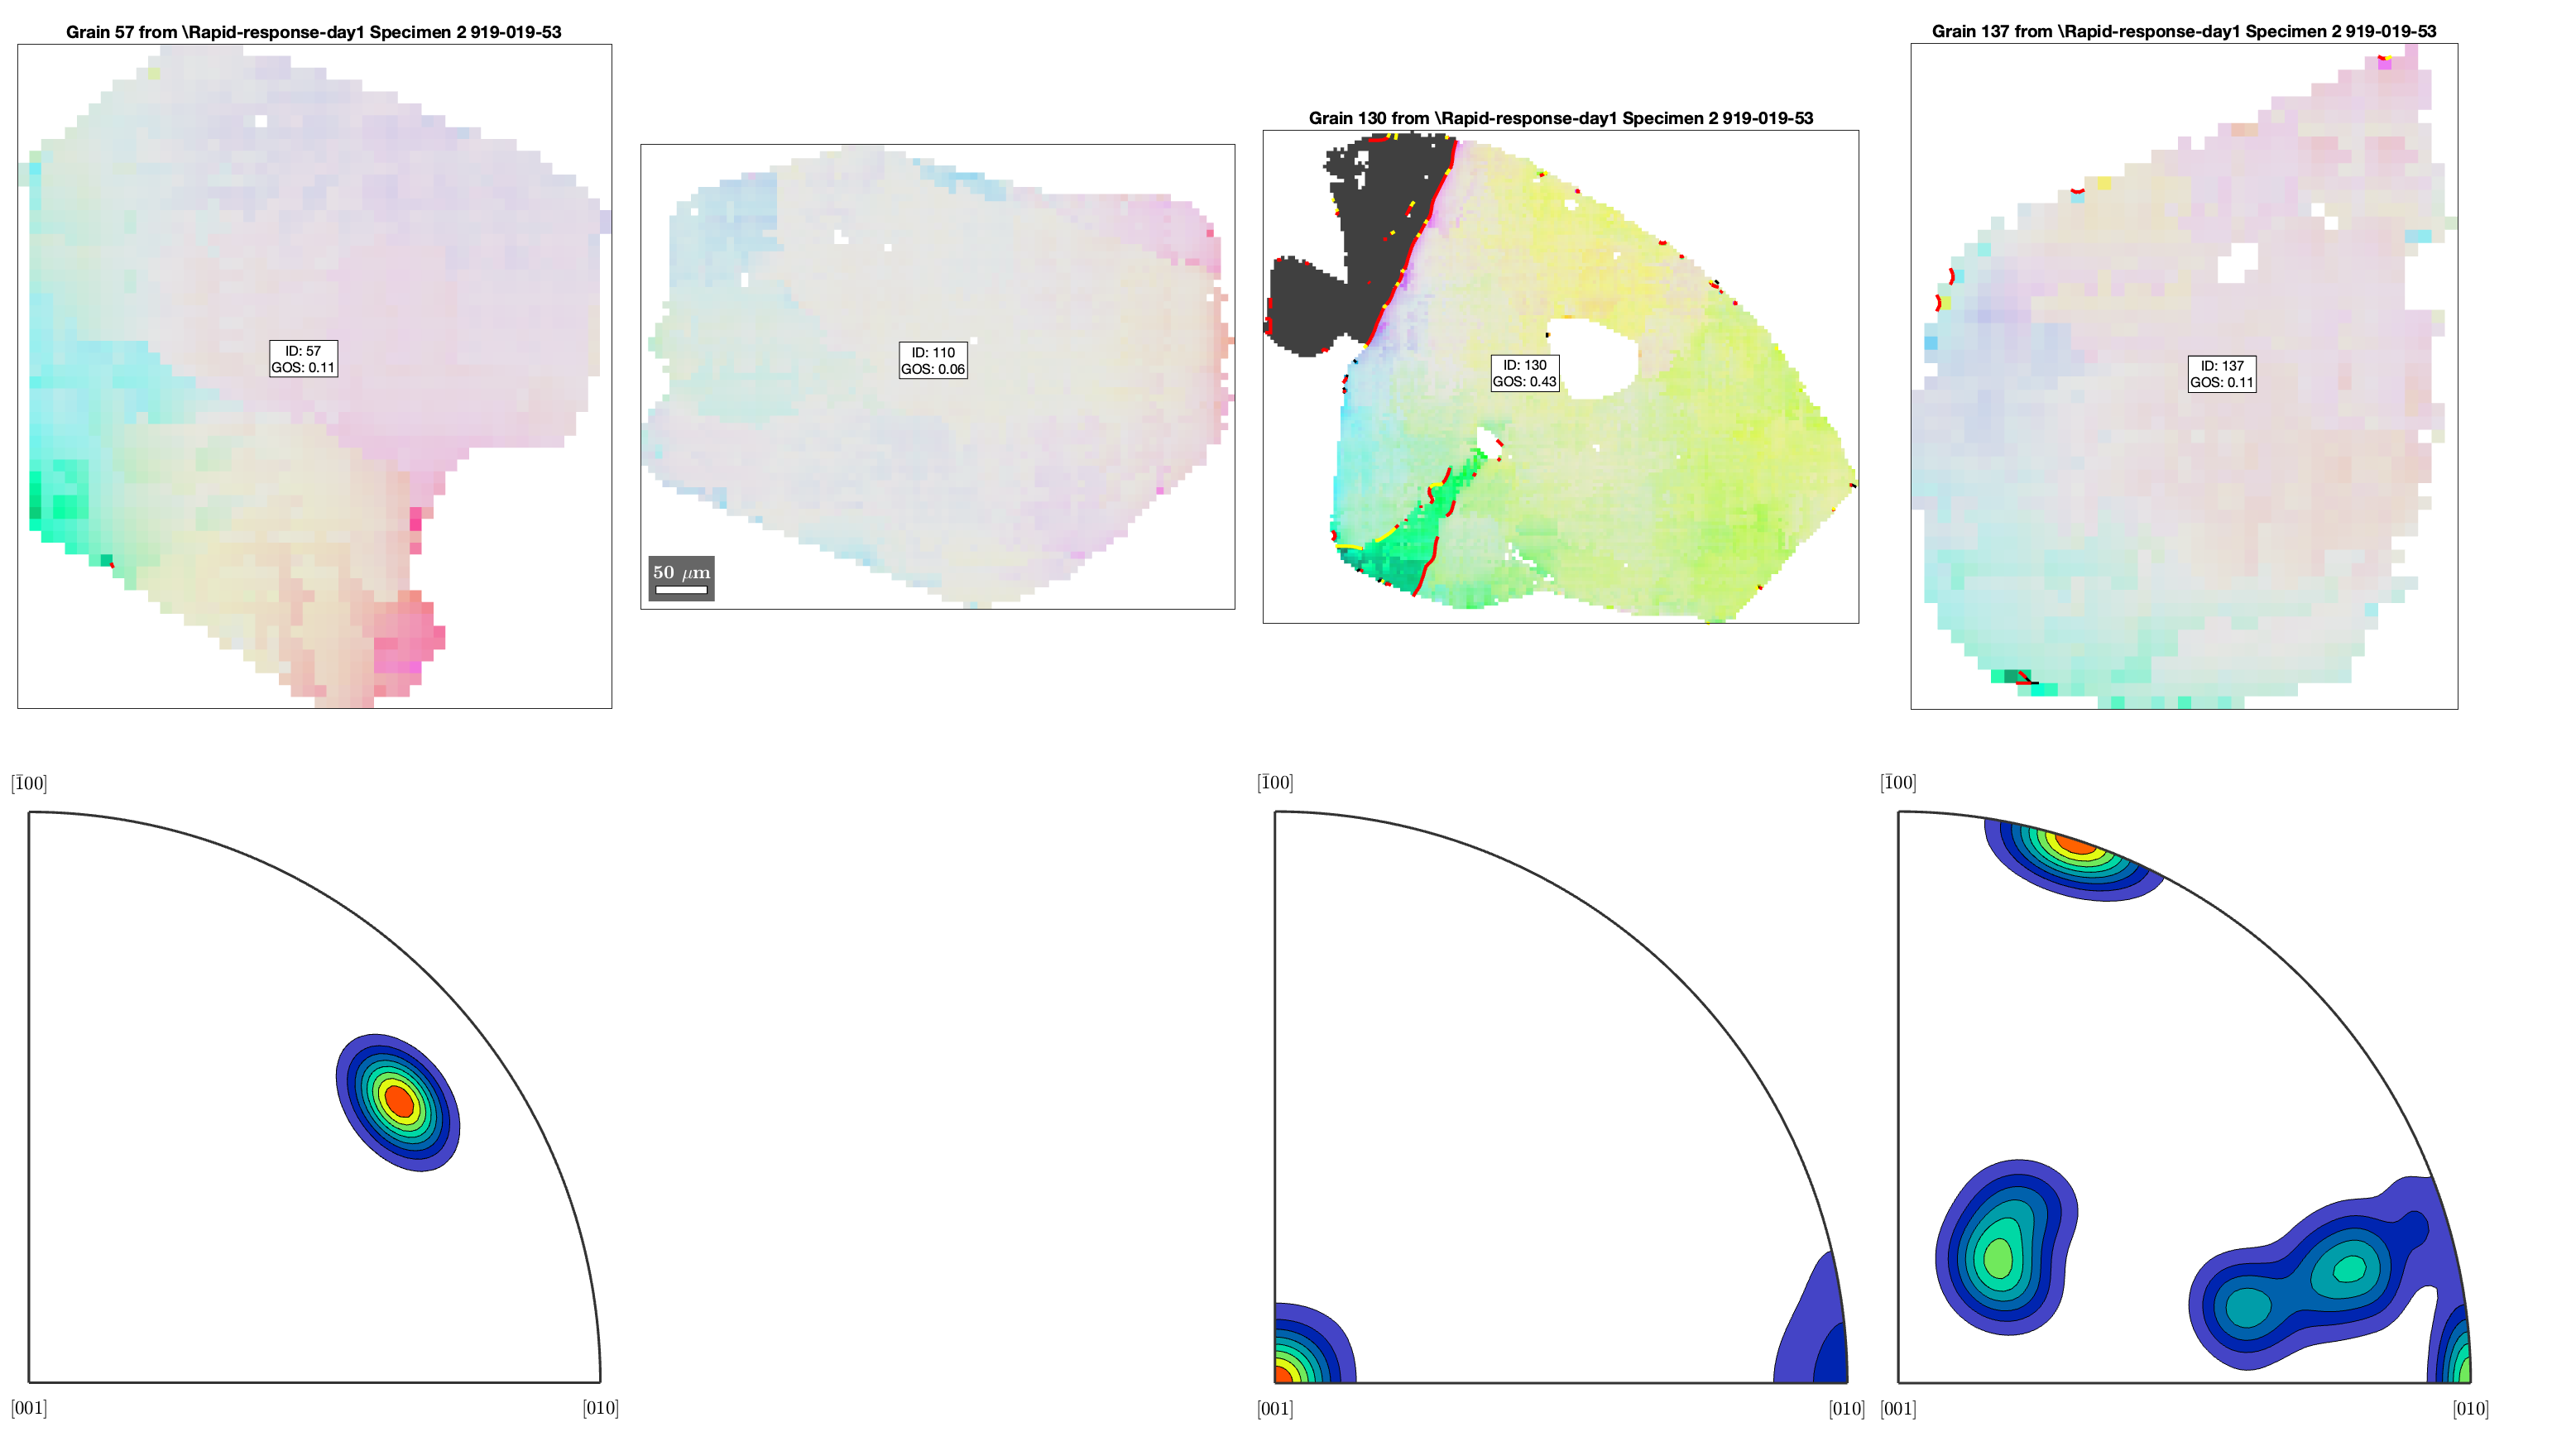 Grain 57 from \Rapid-response-day1 Specimen 2 919-019-53
ID: 57
GOS: 0.11
ID: 110
GOS: 0.06
50 μm
Grain 130 from \Rapid-response-day1 Specimen 2 919-019-53
ID: 130
GOS: 0.43
Grain 137 from \Rapid-response-day1 Specimen 2 919-019-53
ID: 137
GOS: 0.11
[1̄00]
[001]
[010]
[1̄00]
[001]
[010]
[1̄00]
[001]
[010]